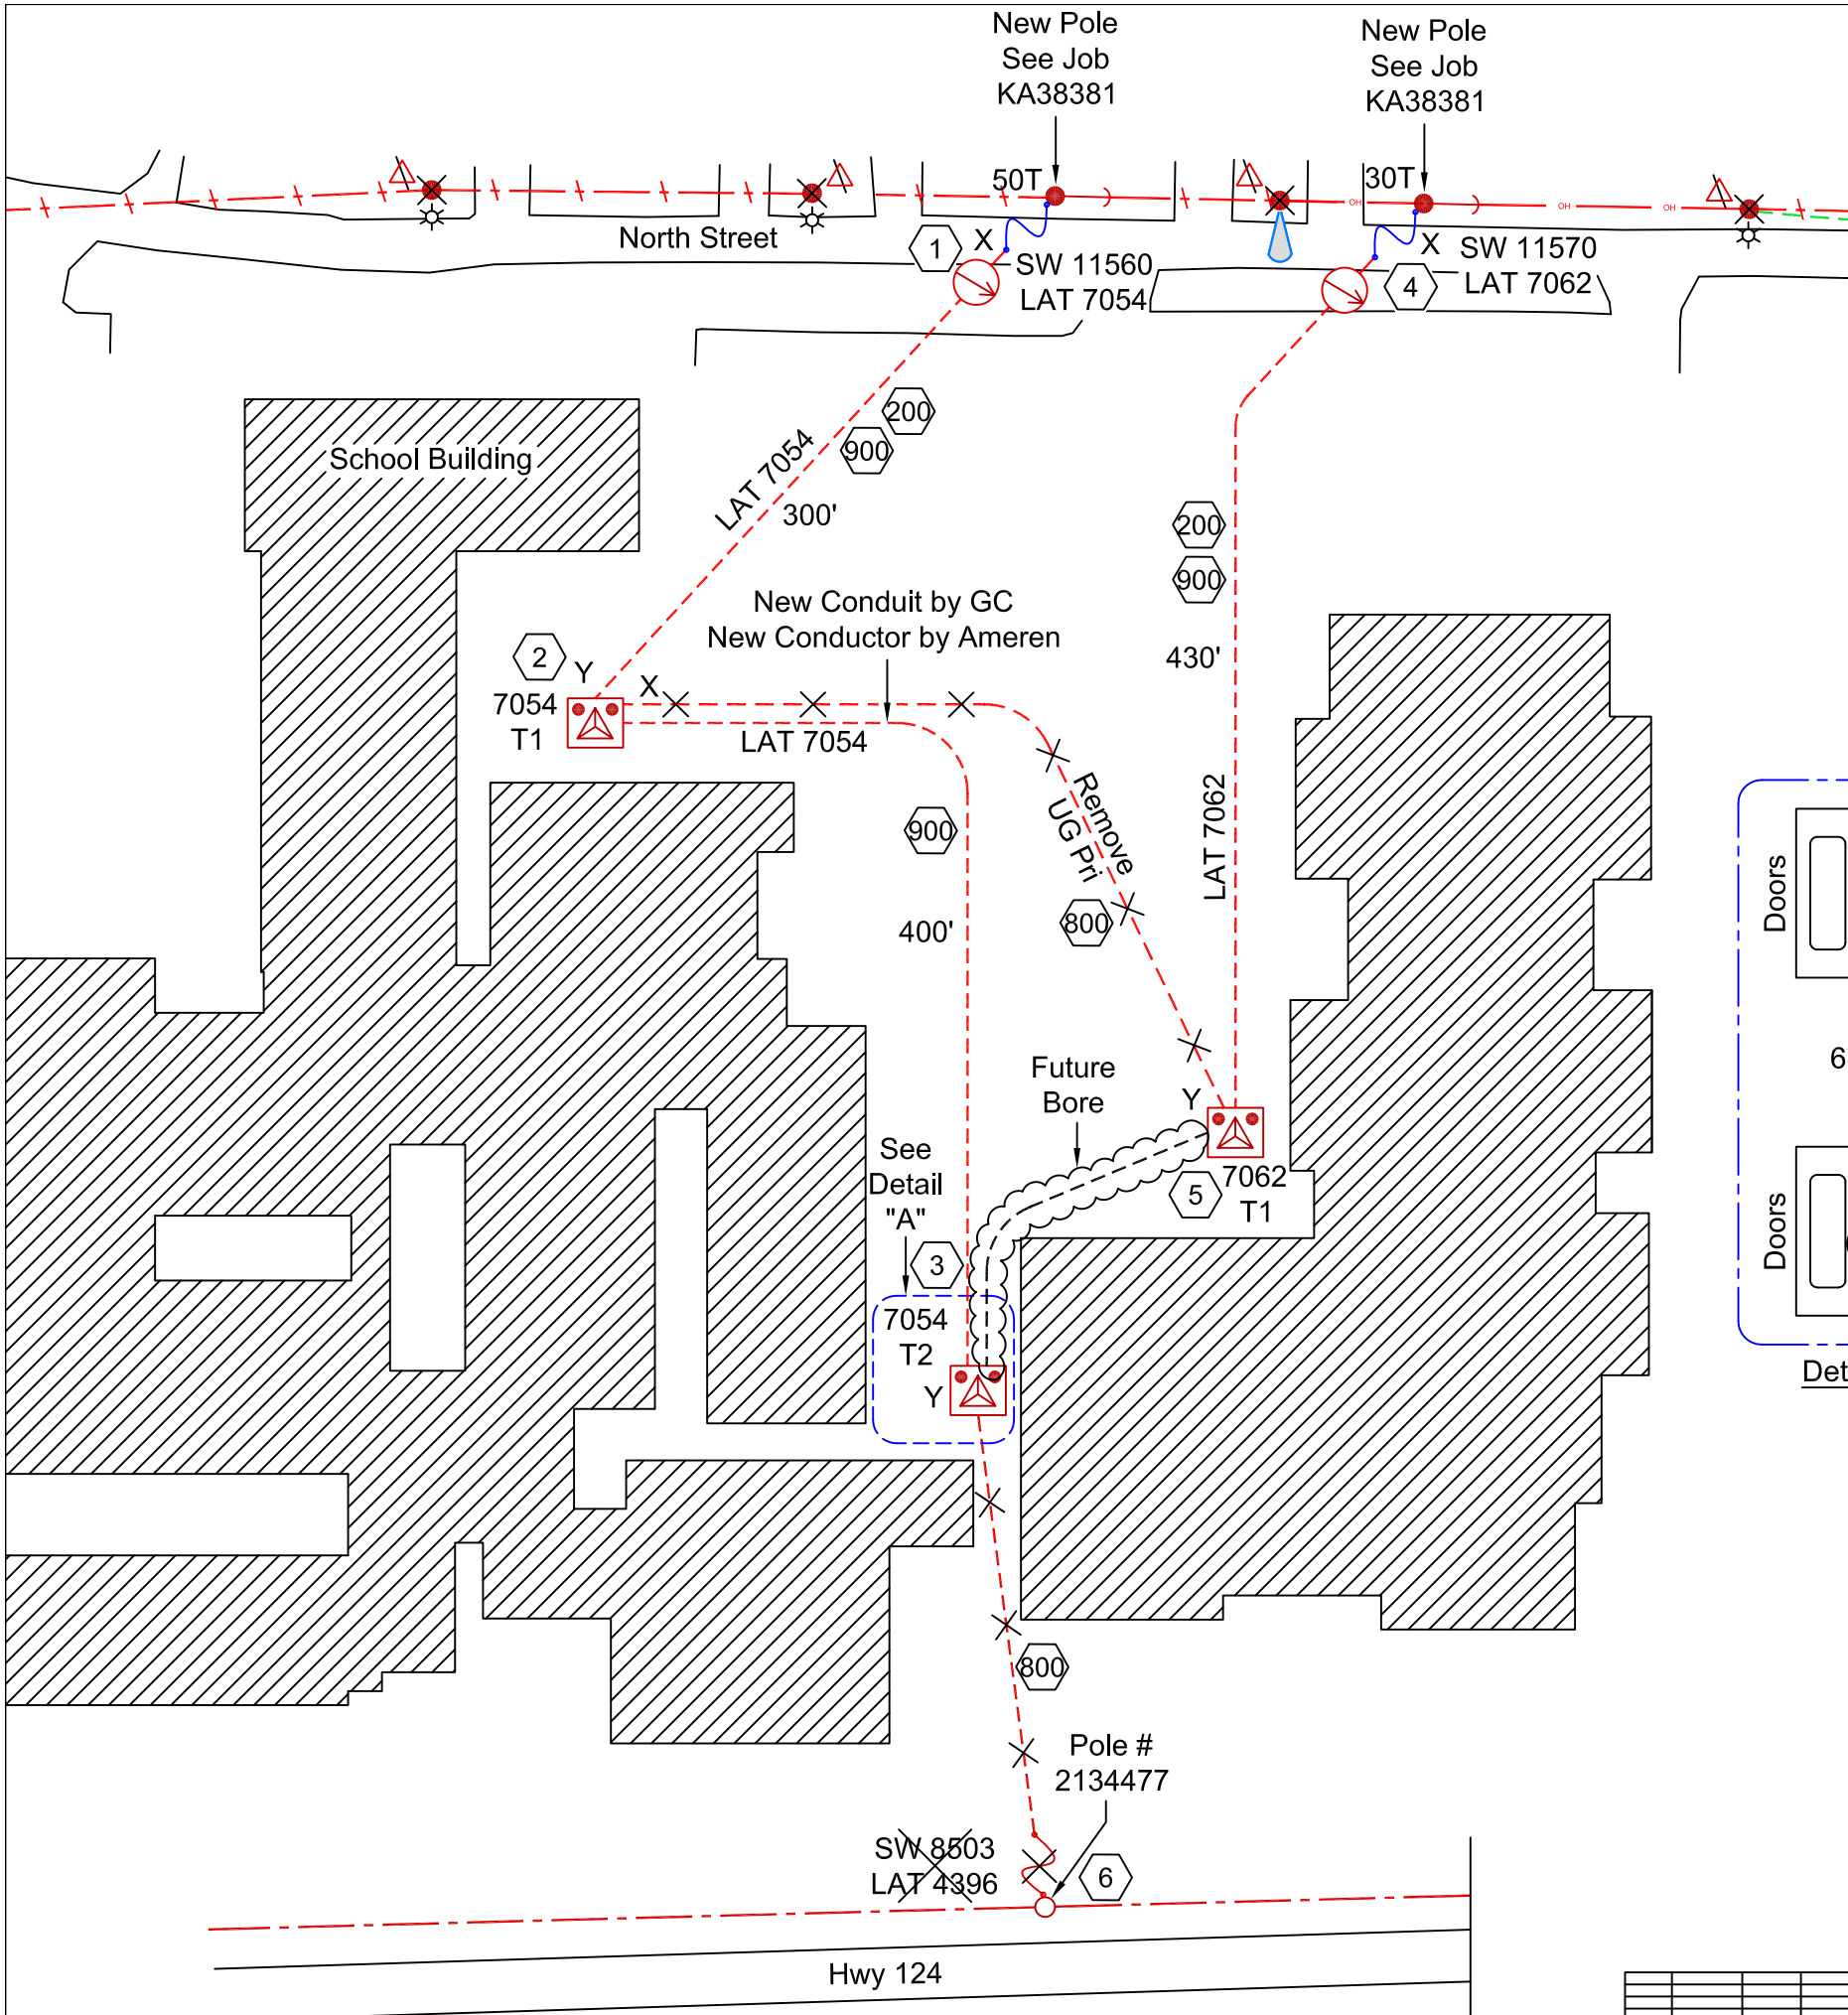 New Pole
See Job
KA38381
New Pole
See Job
KA38381
50T
30T
OH
OH
OH
North Street
1
X
SW 11560
LAT 7054
X
SW 11570
LAT 7062
4
200
900
LAT 7054
300'
School Building
200
900
430'
New Conduit by GC
New Conductor by Ameren
2
Y
X
7054
T1
LAT 7054
Remove
UG Pri
LAT 7062
900
800
400'
Doors
6
Future
Bore
Y
See
Detail
"A"
5
7062
T1
3
Doors
7054
T2
Y
Det
800
Pole #
2134477
SW 8503
LAT 4396
6
Hwy 124